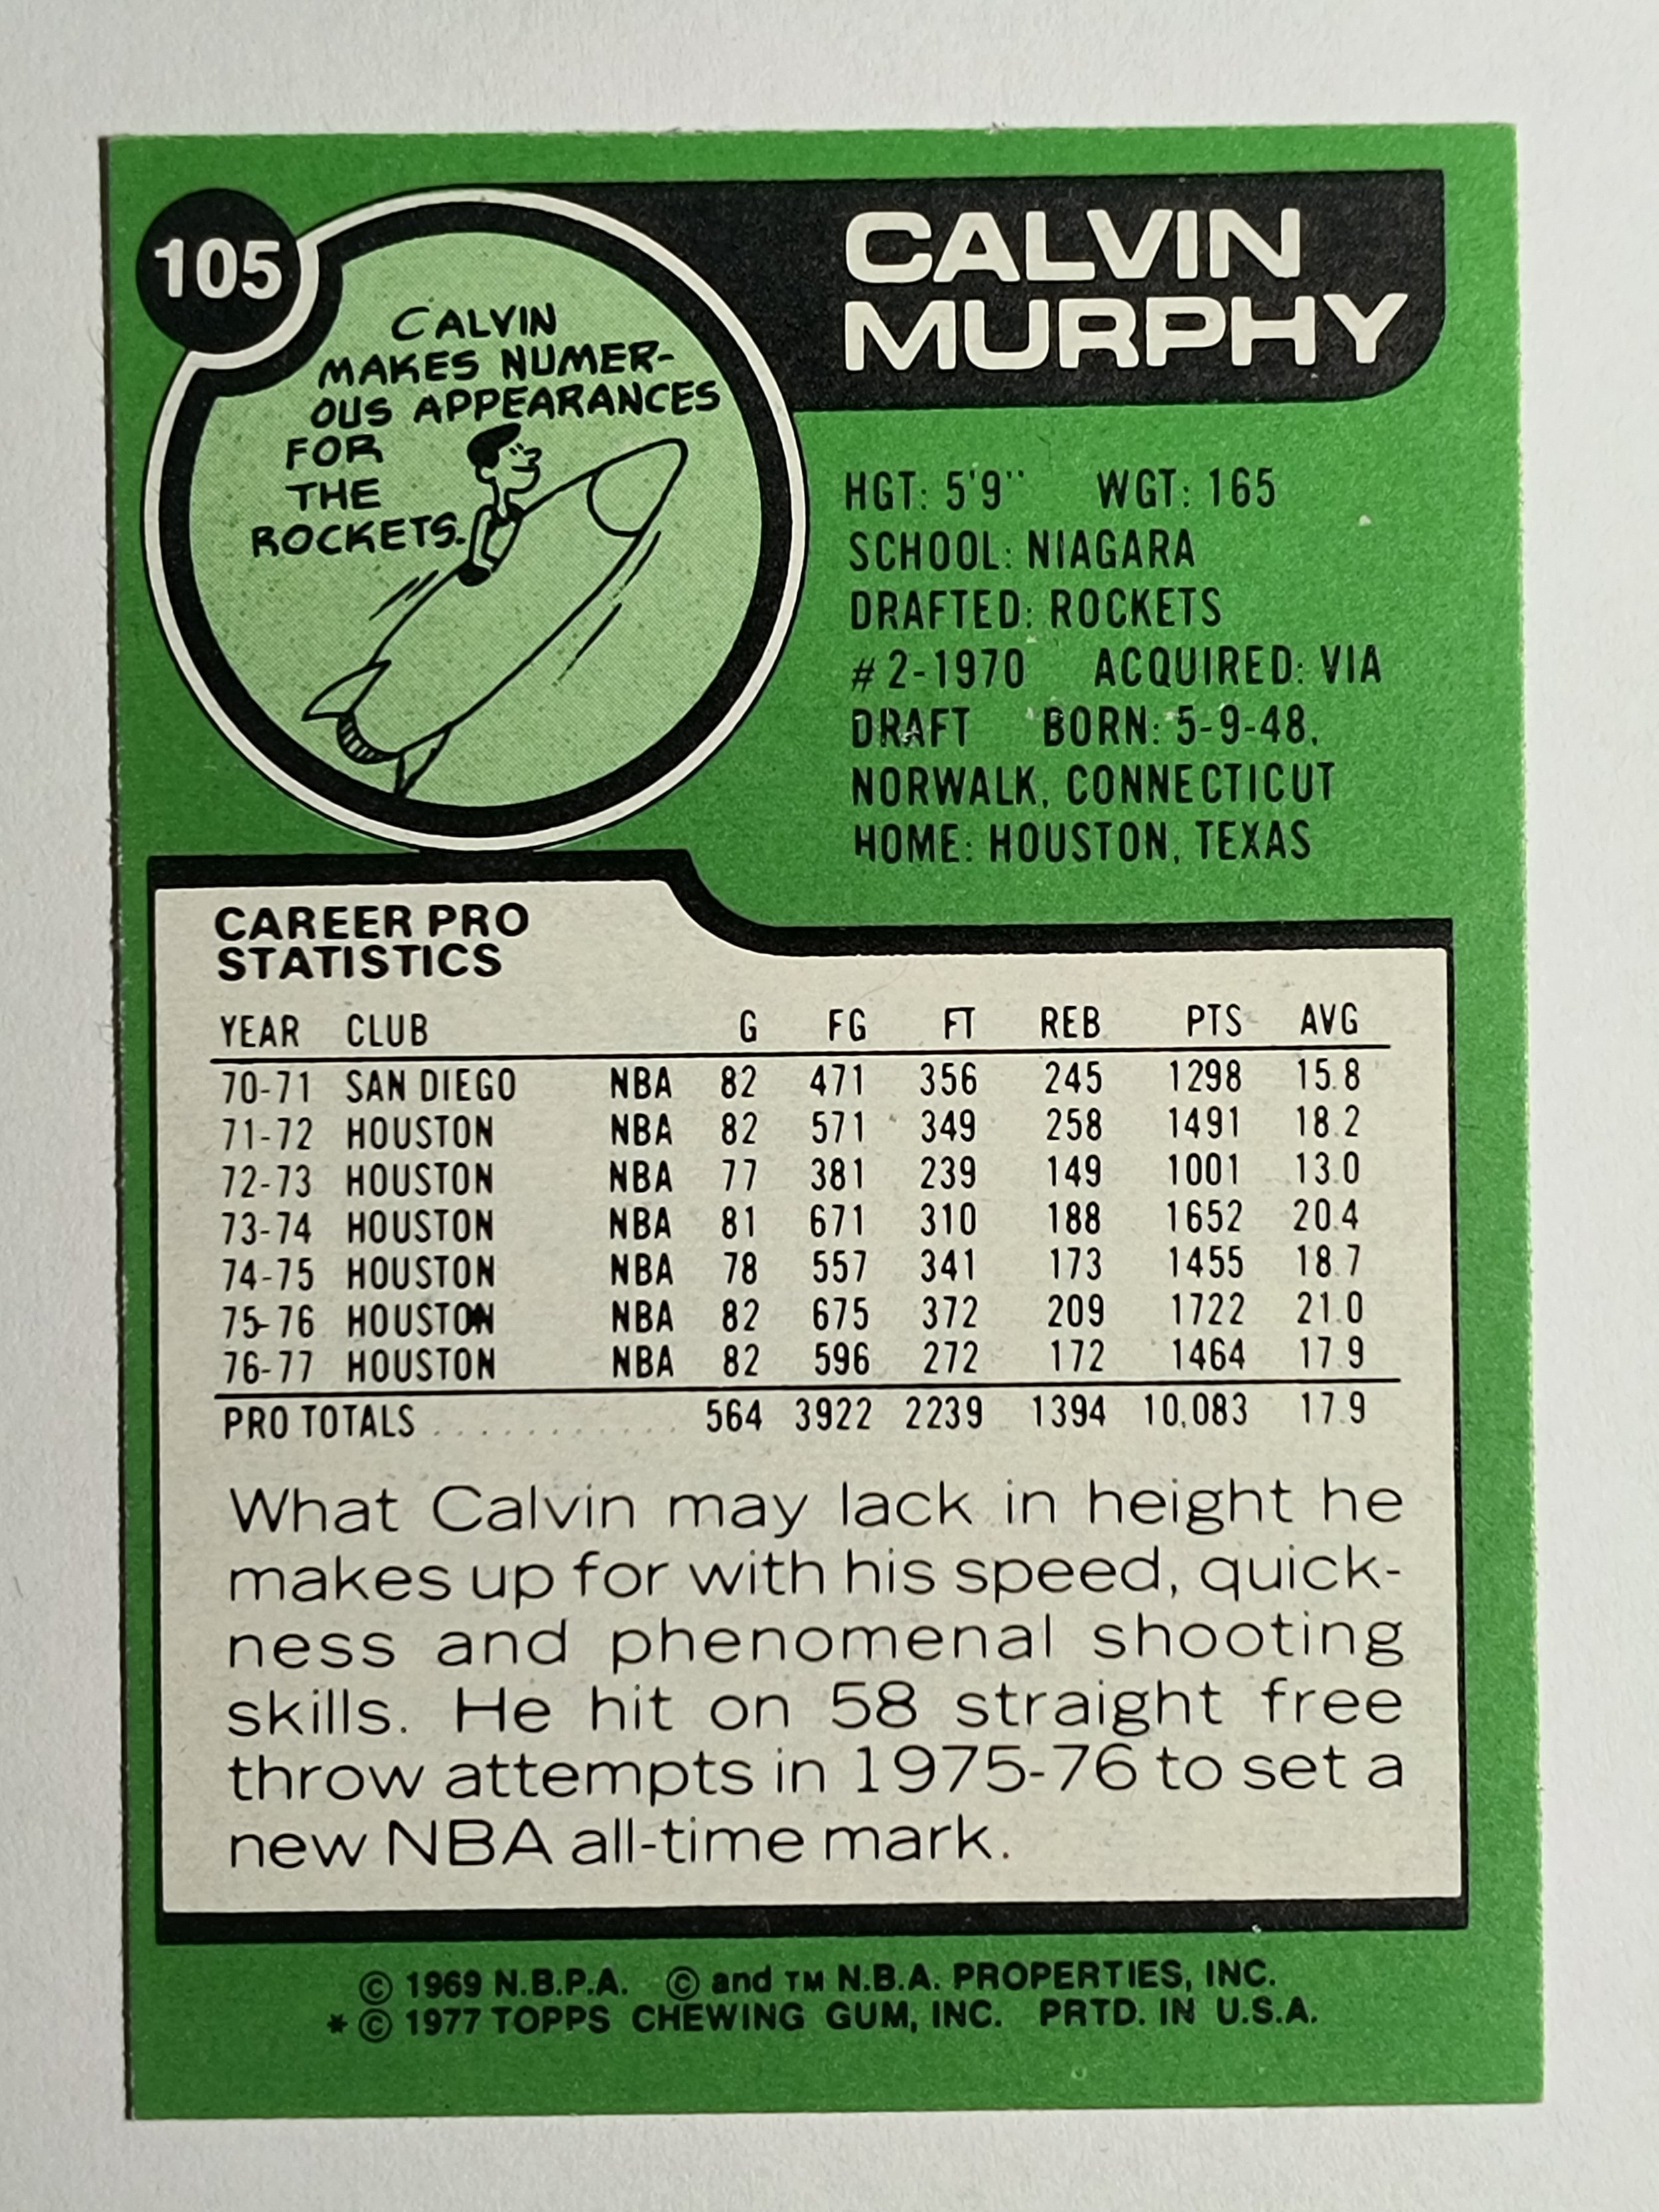 105
CALVIN
MURPHY
CALVIN
MAKES NUMER-
OUS APPEARANCES
FOR
THE
ROCKETS.
HGT: 5'9" WGT: 165
SCHOOL: NIAGARA
DRAFTED: ROCKETS
#2-1970 ACQUIRED: VIA
DRAFT BORN: 5-9-48,
NORWALK, CONNECTICUT
HOME: HOUSTON, TEXAS
CAREER PRO
STATISTICS
YEAR CLUB G FG FT REB PTS AVG
70-71 SAN DIEGO NBA 82 471 356 245 1298 15.8
71-72 HOUSTON NBA 82 571 349 258 1491 18.2
72-73 HOUSTON NBA 77 381 239 149 1001 13.0
73-74 HOUSTON NBA 81 671 310 188 1652 20.4
74-75 HOUSTON NBA 78 557 341 173 1455 18.7
75-76 HOUSTON NBA 82 675 372 209 1722 21.0
76-77 HOUSTON NBA 82 596 272 172 1464 17.9
PRO TOTALS . . . . . . . . . . . . 564 3922 2239 1394 10,083 17.9
What Calvin may lack in height he
makes up for with his speed, quick-
ness and phenomenal shooting
skills. He hit on 58 straight free
throw attempts in 1975-76 to set a
new NBA all-time mark.
© 1969 N.B.P.A. © and TM N.B.A. PROPERTIES, INC.
* © 1977 TOPPS CHEWING GUM, INC. PRTD. IN U.S.A.